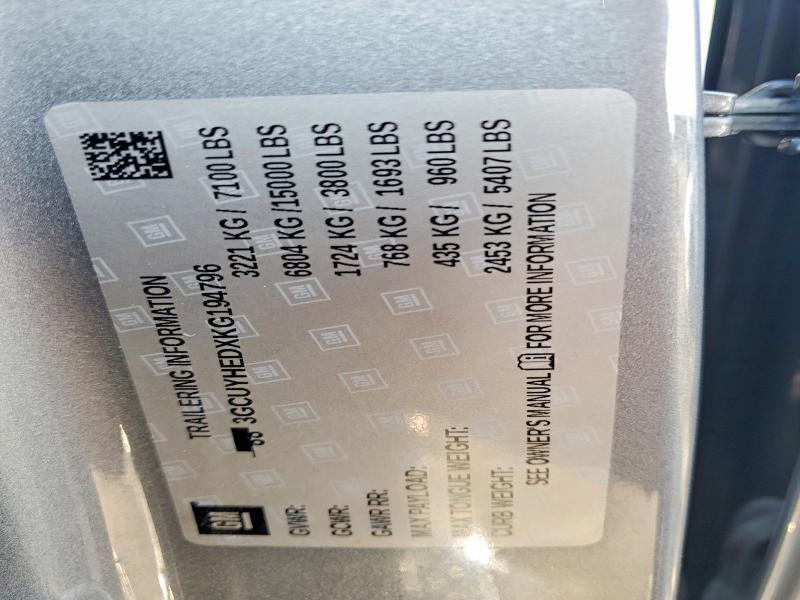 GM
TRAILERING INFORMATION
3GCUYHEDXKG194796
GVWR: 3221 KG / 7100 LBS
GCWR: 6804 KG /15000 LBS
GAWR RR: 1724 KG / 3800 LBS
MAX PAYLOAD: 768 KG / 1693 LBS
MAX TONGUE WEIGHT: 435 KG / 960 LBS
CURB WEIGHT: 2453 KG / 5407 LBS
SEE OWNER'S MANUAL FOR MORE INFORMATION